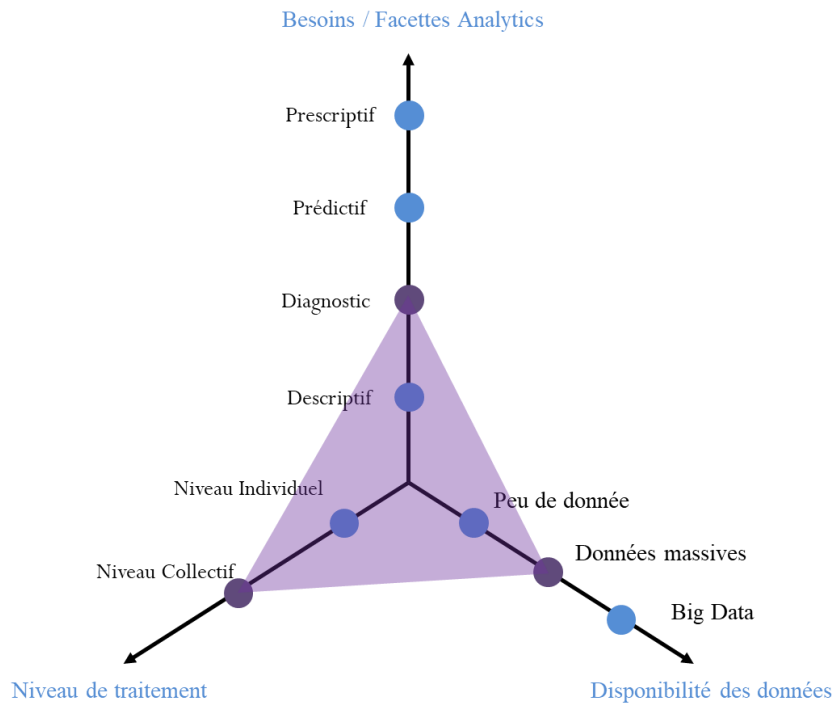 Besoins / Facettes Analytics
Prescriptif
Prédictif
Diagnostic
Descriptif
Niveau Individuel
Peu de donnée
Niveau Collectif
Données massives
Big Data
Niveau de traitement
Disponibilité des données